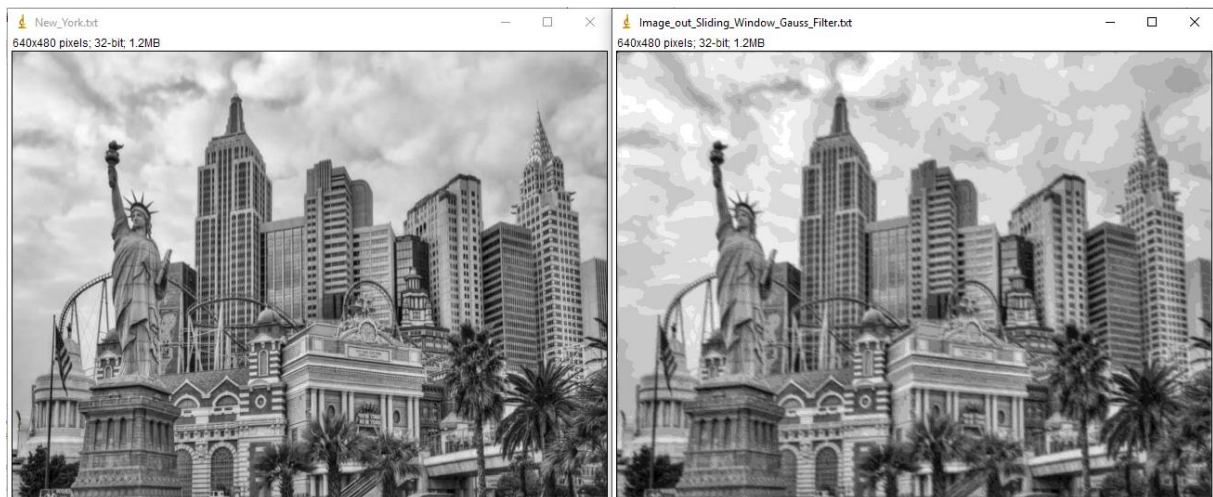 New_York.txt
640x480 pixels; 32-bit; 1.2MB
Image_out_Sliding_Window_Gauss_Filter.txt
640x480 pixels; 32-bit; 1.2MB